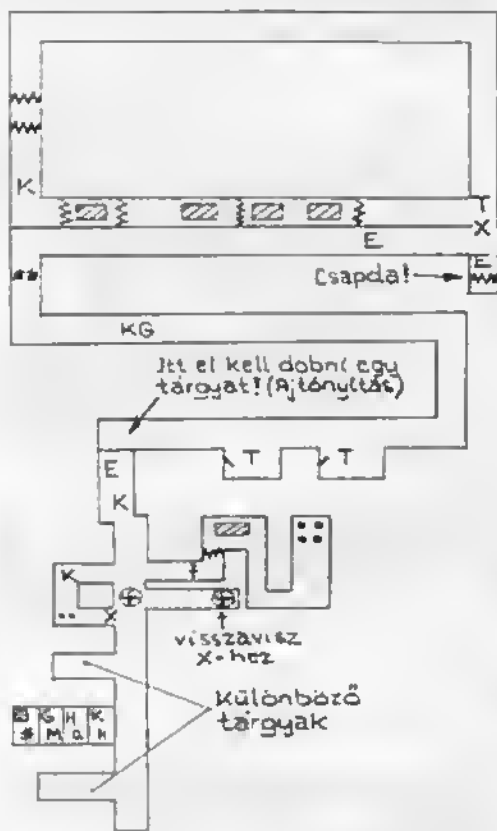 K
T
X
E
E
Csapda!
KG
Itt el kell dobni egy
tárgyat! (Ajtónyitás)
T
T
E
K
K
X
visszavisz
X-hez
Különböző
tárgyak
G
H
K
#
M
a
h